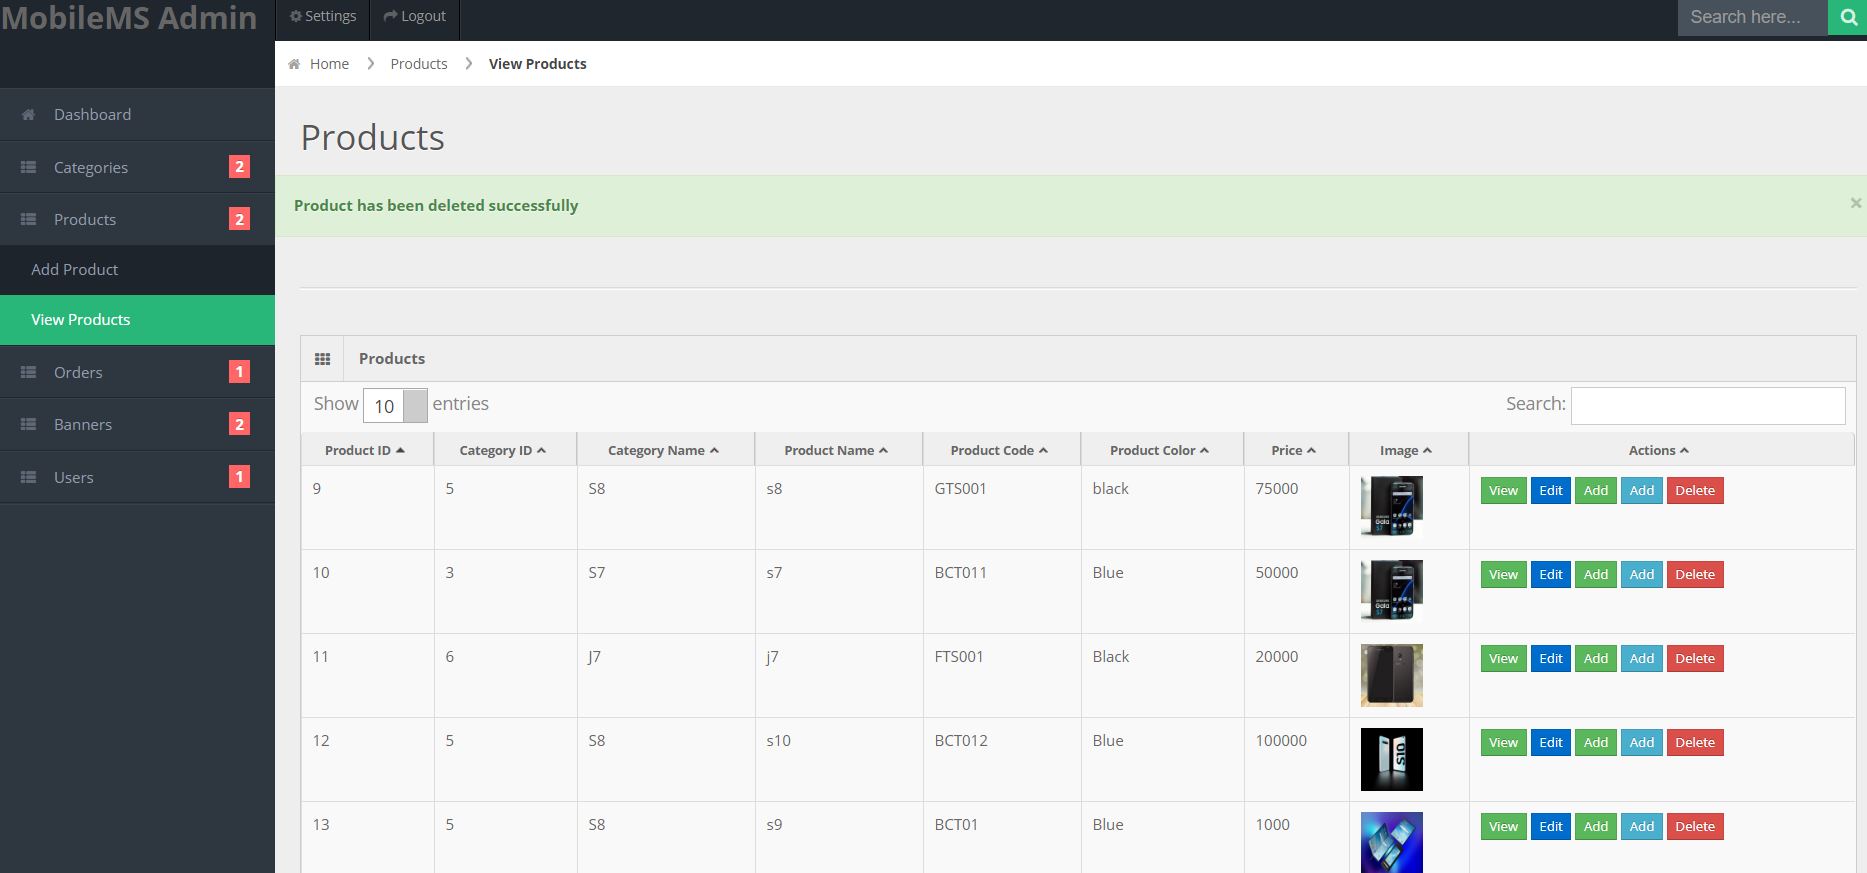 MobileMS Admin
Settings
Logout
Search here...
Home
Products
View Products
Dashboard
Categories 2
Products 2
Add Product
View Products
Orders 1
Banners 2
Users 1
Products
Product has been deleted successfully
×
Products
Show 10 entries
Search:
Product ID Category ID Category Name Product Name Product Code Product Color Price Image Actions
9 5 S8 s8 GTS001 black 75000 View Edit Add Add Delete
10 3 S7 s7 BCT011 Blue 50000 View Edit Add Add Delete
11 6 J7 j7 FTS001 Black 20000 View Edit Add Add Delete
12 5 S8 s10 BCT012 Blue 100000 S10 View Edit Add Add Delete
13 5 S8 s9 BCT01 Blue 1000 View Edit Add Add Delete